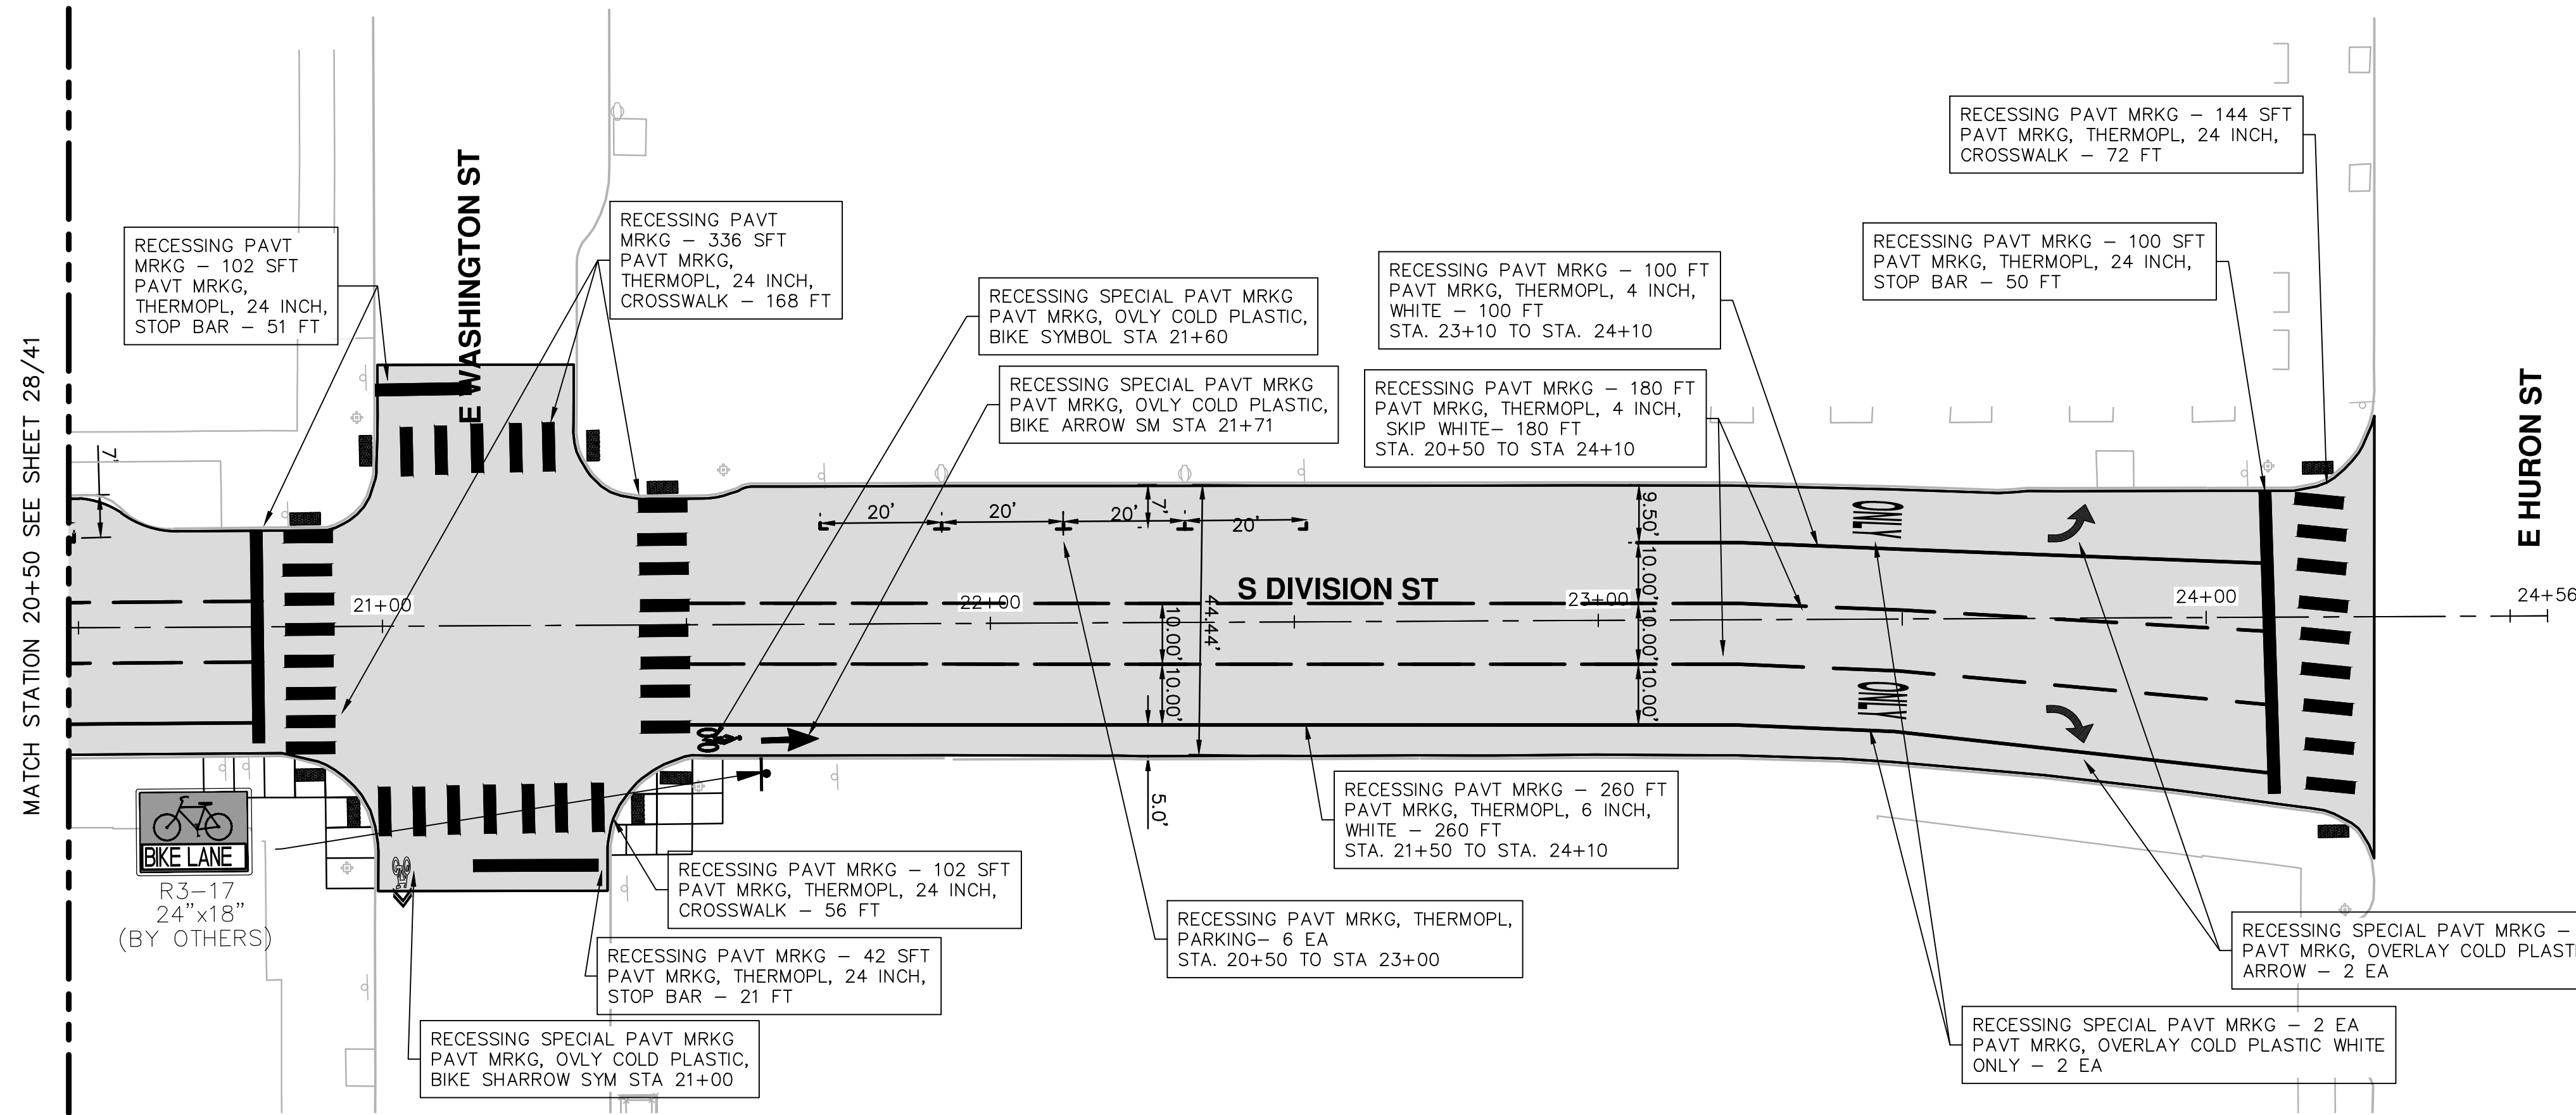 MATCH STATION 20+50 SEE SHEET 28/41
RECESSING PAVT
MRKG – 102 SFT
PAVT MRKG,
THERMOPL, 24 INCH,
STOP BAR – 51 FT
E WASHINGTON ST
RECESSING PAVT
MRKG – 336 SFT
PAVT MRKG,
THERMOPL, 24 INCH,
CROSSWALK – 168 FT
RECESSING SPECIAL PAVT MRKG
PAVT MRKG, OVLY COLD PLASTIC,
BIKE SYMBOL STA 21+60
RECESSING SPECIAL PAVT MRKG
PAVT MRKG, OVLY COLD PLASTIC,
BIKE ARROW SM STA 21+71
RECESSING PAVT MRKG – 100 FT
PAVT MRKG, THERMOPL, 4 INCH,
WHITE – 100 FT
STA. 23+10 TO STA. 24+10
RECESSING PAVT MRKG – 180 FT
PAVT MRKG, THERMOPL, 4 INCH,
SKIP WHITE– 180 FT
STA. 20+50 TO STA 24+10
RECESSING PAVT MRKG – 144 SFT
PAVT MRKG, THERMOPL, 24 INCH,
CROSSWALK – 72 FT
RECESSING PAVT MRKG – 100 SFT
PAVT MRKG, THERMOPL, 24 INCH,
STOP BAR – 50 FT
E HURON ST
7'
20'
20'
20'
20'
7'
9.50'
10.00'
10.00'
10.00'
10.00'
10.00'
44.44'
5.0'
S DIVISION ST
21+00
22+00
23+00
24+00
24+56
ONLY
ONLY
BIKE LANE
R3–17
24"x18"
(BY OTHERS)
RECESSING PAVT MRKG – 260 FT
PAVT MRKG, THERMOPL, 6 INCH,
WHITE – 260 FT
STA. 21+50 TO STA. 24+10
RECESSING PAVT MRKG – 102 SFT
PAVT MRKG, THERMOPL, 24 INCH,
CROSSWALK – 56 FT
RECESSING PAVT MRKG, THERMOPL,
PARKING– 6 EA
STA. 20+50 TO STA 23+00
RECESSING PAVT MRKG – 42 SFT
PAVT MRKG, THERMOPL, 24 INCH,
STOP BAR – 21 FT
RECESSING SPECIAL PAVT MRKG
PAVT MRKG, OVLY COLD PLASTIC,
BIKE SHARROW SYM STA 21+00
RECESSING SPECIAL PAVT MRKG –
PAVT MRKG, OVERLAY COLD PLAST
ARROW – 2 EA
RECESSING SPECIAL PAVT MRKG – 2 EA
PAVT MRKG, OVERLAY COLD PLASTIC WHITE
ONLY – 2 EA